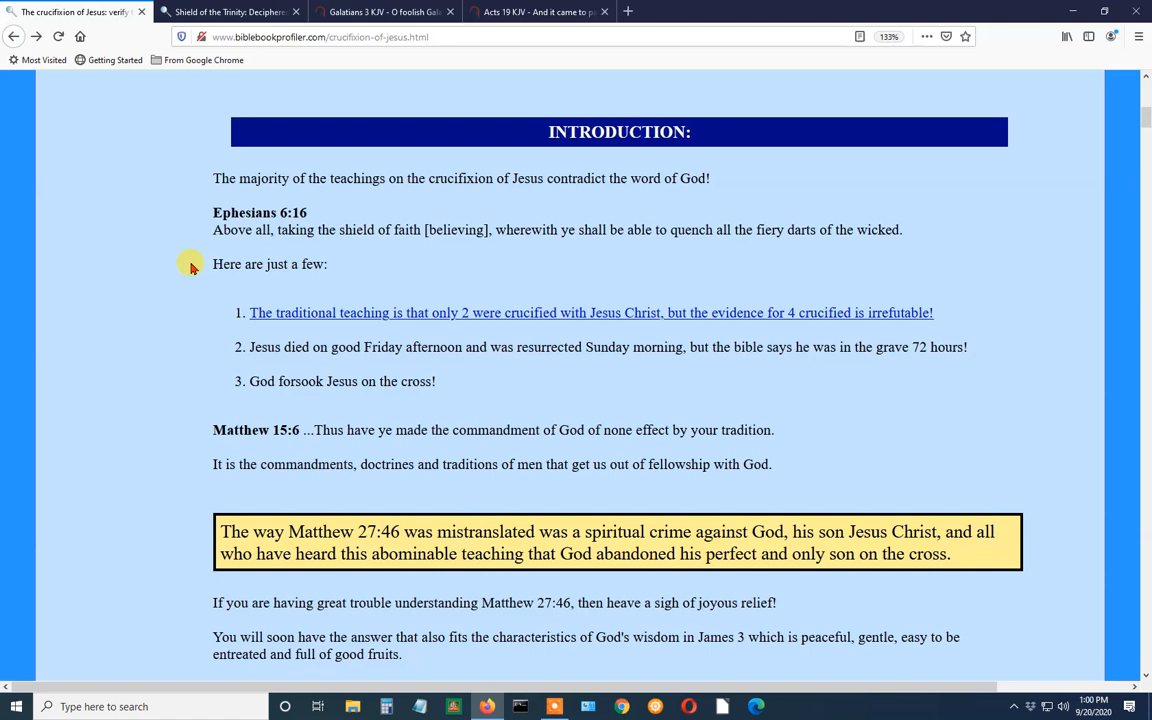 The crucifixion of Jesus: verify
Shield of the Trinity: Deciphere
Galatians 3 KJV - O foolish Gala
Acts 19 KJV - And it came to pa
www.biblebookprofiler.com/crucifixion-of-jesus.html
133%
Most Visited
Getting Started
From Google Chrome
INTRODUCTION:
The majority of the teachings on the crucifixion of Jesus contradict the word of God!
Ephesians 6:16
Above all, taking the shield of faith [believing], wherewith ye shall be able to quench all the fiery darts of the wicked.
Here are just a few:
1. The traditional teaching is that only 2 were crucified with Jesus Christ, but the evidence for 4 crucified is irrefutable!
2. Jesus died on good Friday afternoon and was resurrected Sunday morning, but the bible says he was in the grave 72 hours!
3. God forsook Jesus on the cross!
Matthew 15:6 ...Thus have ye made the commandment of God of none effect by your tradition.
It is the commandments, doctrines and traditions of men that get us out of fellowship with God.
The way Matthew 27:46 was mistranslated was a spiritual crime against God, his son Jesus Christ, and all
who have heard this abominable teaching that God abandoned his perfect and only son on the cross.
If you are having great trouble understanding Matthew 27:46, then heave a sigh of joyous relief!
You will soon have the answer that also fits the characteristics of God's wisdom in James 3 which is peaceful, gentle, easy to be
entreated and full of good fruits.
Type here to search
1:00 PM
9/20/2020